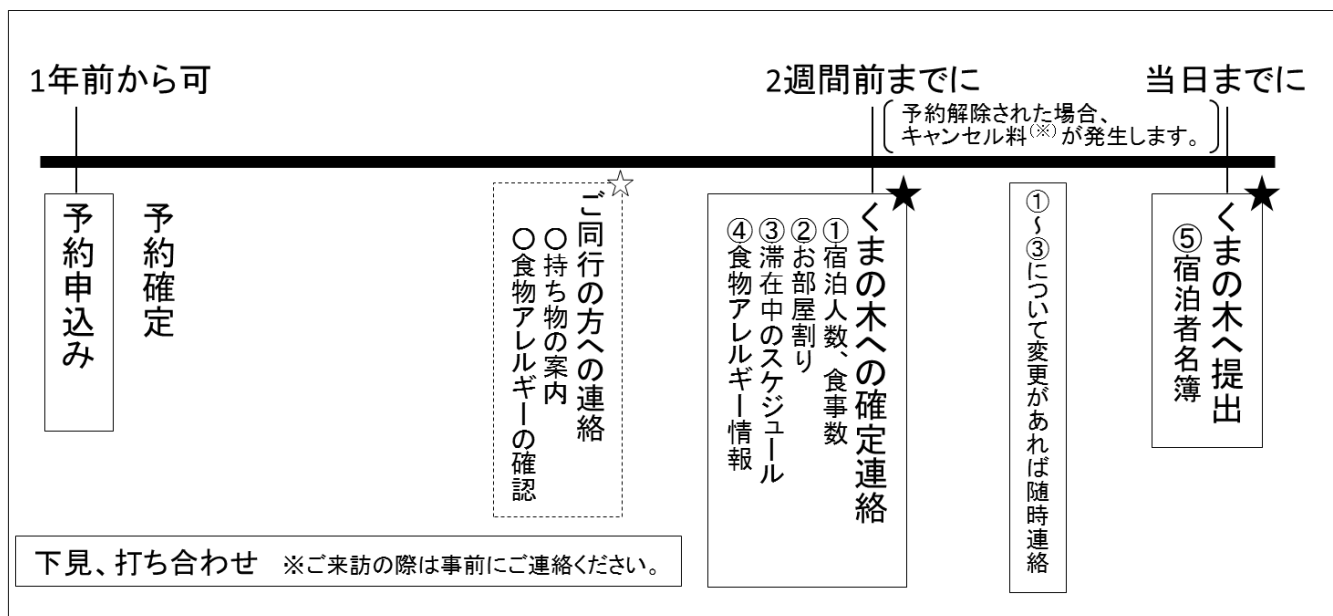 1年前から可
2週間前までに
当日までに
予約解除された場合、
キャンセル料(※)が発生します。
予約申込み
予約確定
☆
ご同行の方への連絡
〇持ち物の案内
〇食物アレルギーの確認
★
くまの木への確定連絡
①宿泊人数、食事数
②お部屋割り
③滞在中のスケジュール
④食物アレルギー情報
①~③について変更があれば随時連絡
★
くまの木へ提出
⑤宿泊者名簿
下見、打ち合わせ ※ご来訪の際は事前にご連絡ください。